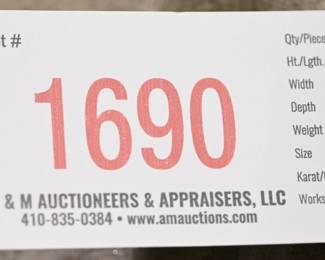 t #
1690
& M AUCTIONEERS & APPRAISERS, LLC
410-835-0384 • www.amauctions.com
Qty/Piece
Ht./Lgth.
Width
Depth
Weight
Size
Karat/
Works